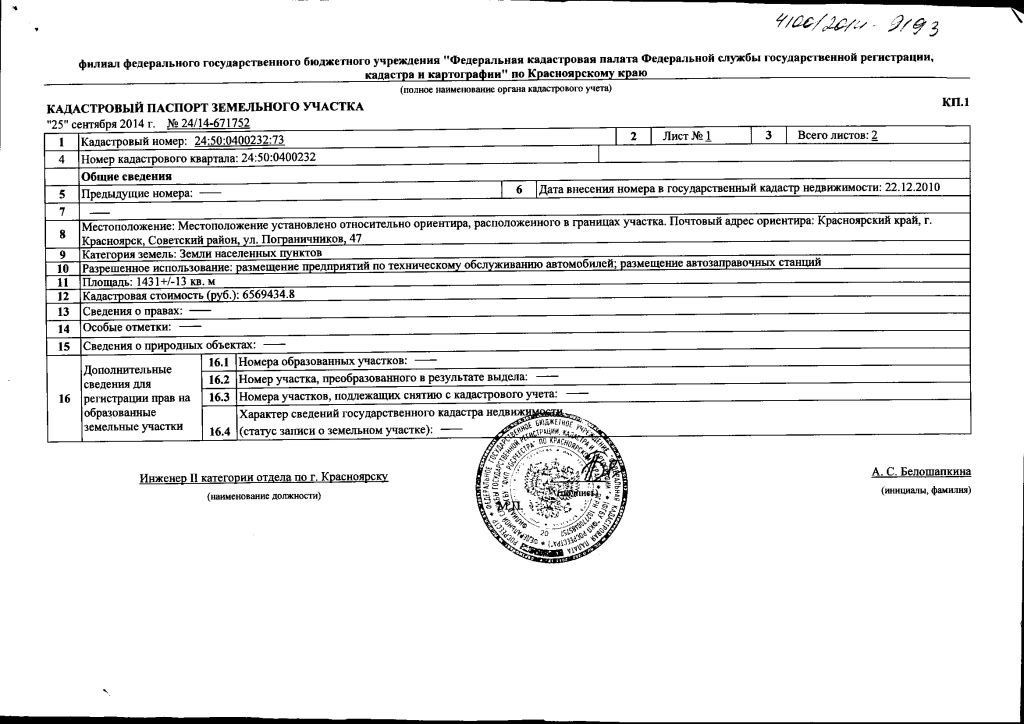 4100/2014-9193
филиал федерального государственного бюджетного учреждения "Федеральная кадастровая палата Федеральной службы государственной регистрации,
кадастра и картографии" по Красноярскому краю
(полное наименование органа кадастрового учета)
КАДАСТРОВЫЙ ПАСПОРТ ЗЕМЕЛЬНОГО УЧАСТКА КП.1
"25" сентября 2014 г. № 24/14-671752
1 Кадастровый номер: 24:50:0400232:73 2 Лист № 1 3 Всего листов: 2
4 Номер кадастрового квартала: 24:50:0400232
Общие сведения
5 Предыдущие номера: — 6 Дата внесения номера в государственный кадастр недвижимости: 22.12.2010
7 —
8 Местоположение: Местоположение установлено относительно ориентира, расположенного в границах участка. Почтовый адрес ориентира: Красноярский край, г.
Красноярск, Советский район, ул. Пограничников, 47
9 Категория земель: Земли населенных пунктов
10 Разрешенное использование: размещение предприятий по техническому обслуживанию автомобилей; размещение автозаправочных станций
11 Площадь: 1431+/-13 кв. м
12 Кадастровая стоимость (руб.): 6569434.8
13 Сведения о правах: —
14 Особые отметки: —
15 Сведения о природных объектах: —
16 Дополнительные
сведения для
регистрации прав на
образованные
земельные участки
16.1 Номера образованных участков: —
16.2 Номер участка, преобразованного в результате выдела: —
16.3 Номера участков, подлежащих снятию с кадастрового учета: —
16.4 Характер сведений государственного кадастра недвижимости
(статус записи о земельном участке): —
Инженер II категории отдела по г. Красноярску
(наименование должности)
М.П.
(подпись)
А. С. Белошапкина
(инициалы, фамилия)